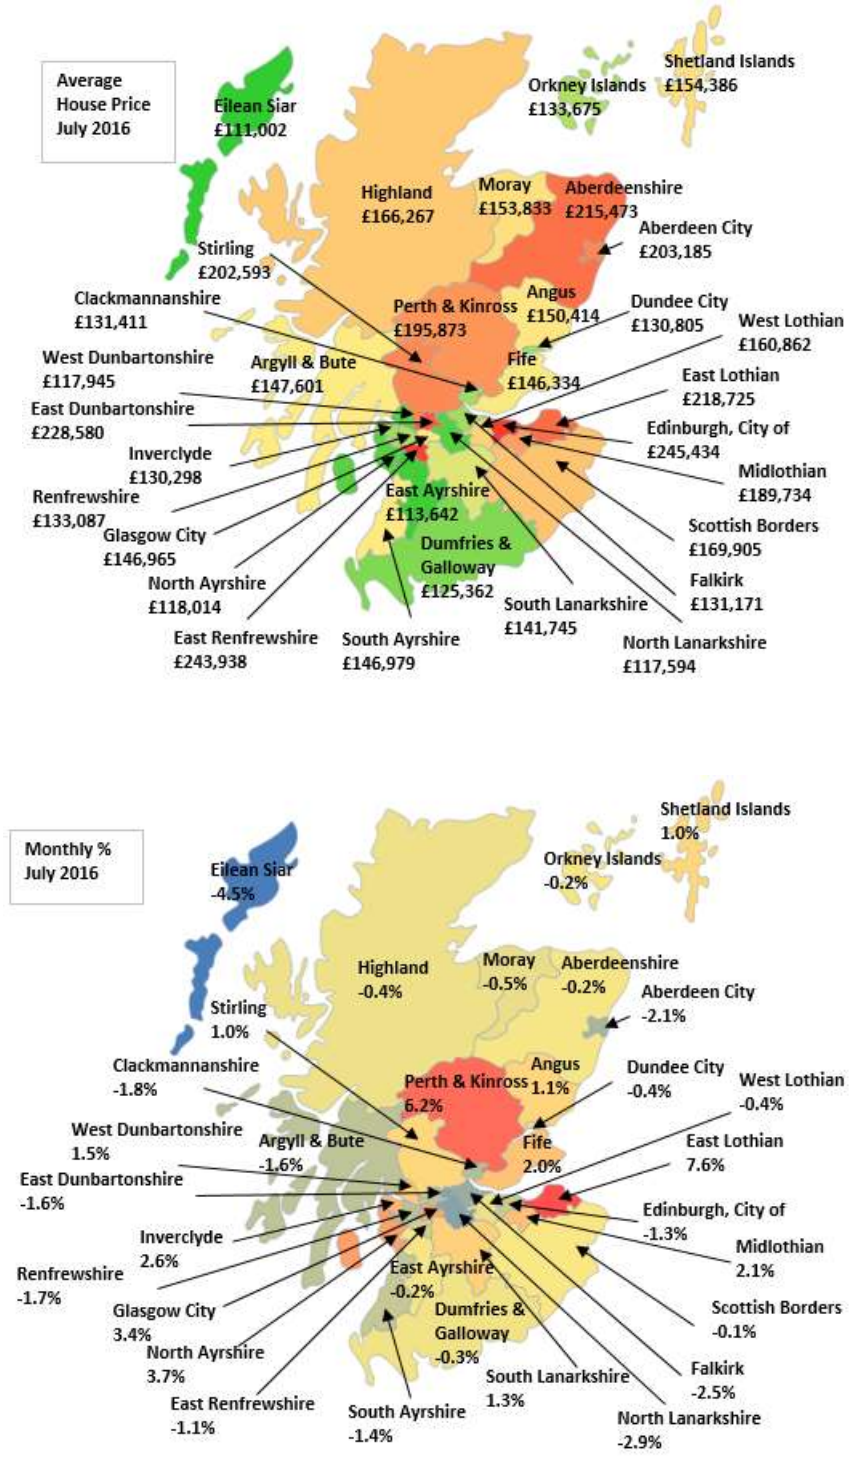 Average
House Price
July 2016
Shetland Islands
£154,386
Orkney Islands
£133,675
Eilean Siar
£111,002
Highland
£166,267
Moray
£153,833
Aberdeenshire
£215,473
Aberdeen City
£203,185
Stirling
£202,593
Clackmannanshire
£131,411
Perth & Kinross
£195,873
Angus
£150,414
Dundee City
£130,805
West Lothian
£160,862
West Dunbartonshire
£117,945
Argyll & Bute
£147,601
Fife
£146,334
East Lothian
£218,725
East Dunbartonshire
£228,580
Edinburgh, City of
£245,434
Inverclyde
£130,298
Midlothian
£189,734
Renfrewshire
£133,087
East Ayrshire
£113,642
Glasgow City
£146,965
Scottish Borders
£169,905
Dumfries &
Galloway
£125,362
North Ayrshire
£118,014
Falkirk
£131,171
South Lanarkshire
£141,745
East Renfrewshire
£243,938
South Ayrshire
£146,979
North Lanarkshire
£117,594
Monthly %
July 2016
Shetland Islands
1.0%
Orkney Islands
-0.2%
Eilean Siar
-4.5%
Highland
-0.4%
Moray
-0.5%
Aberdeenshire
-0.2%
Aberdeen City
-2.1%
Stirling
1.0%
Clackmannanshire
-1.8%
Perth & Kinross
6.2%
Angus
1.1%
Dundee City
-0.4%
West Lothian
-0.4%
West Dunbartonshire
1.5%
Argyll & Bute
-1.6%
Fife
2.0%
East Lothian
7.6%
East Dunbartonshire
-1.6%
Edinburgh, City of
-1.3%
Inverclyde
2.6%
Midlothian
2.1%
Renfrewshire
-1.7%
East Ayrshire
-0.2%
Glasgow City
3.4%
Scottish Borders
-0.1%
Dumfries &
Galloway
-0.3%
North Ayrshire
3.7%
Falkirk
-2.5%
South Lanarkshire
1.3%
East Renfrewshire
-1.1%
South Ayrshire
-1.4%
North Lanarkshire
-2.9%